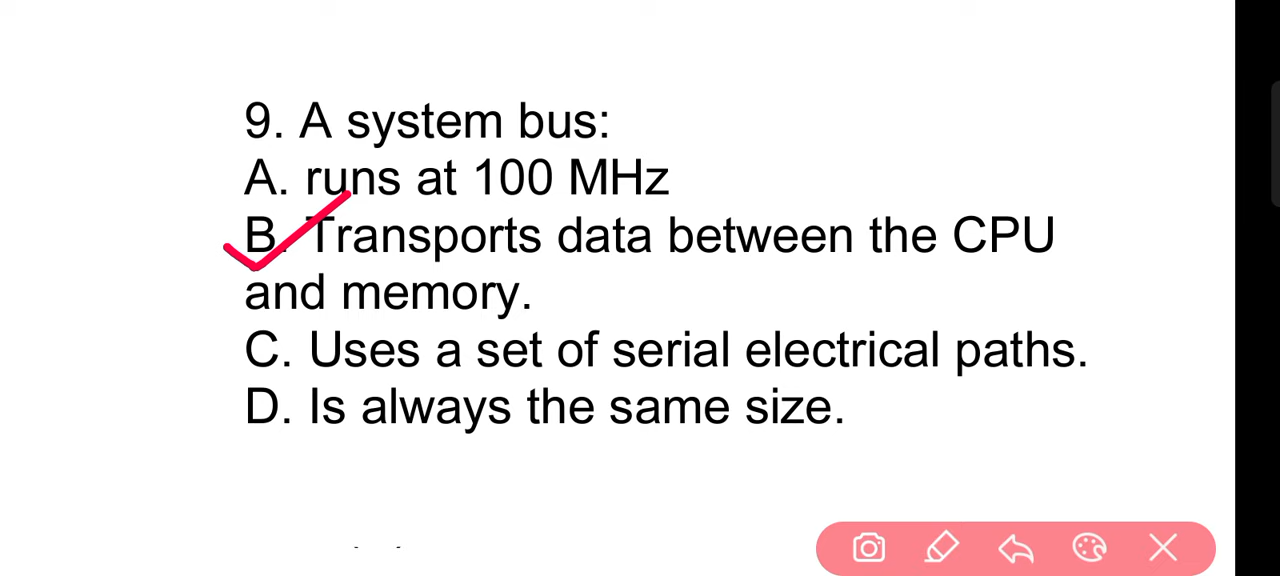 9. A system bus:
A. runs at 100 MHz
B. Transports data between the CPU
and memory.
C. Uses a set of serial electrical paths.
D. Is always the same size.